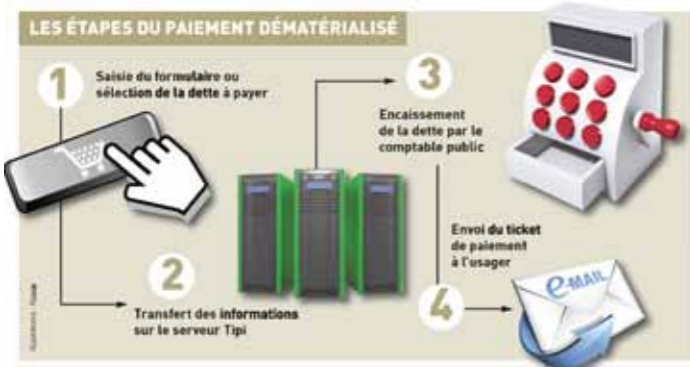 LES ÉTAPES DU PAIEMENT DÉMATÉRIALISÉ
1
Saisie du formulaire ou
sélection de la dette à payer
2
Transfert des informations
sur le serveur Tipi
3
Encaissement
de la dette par le
comptable public
4
Envoi du ticket
de paiement
à l'usager
e-MAIL